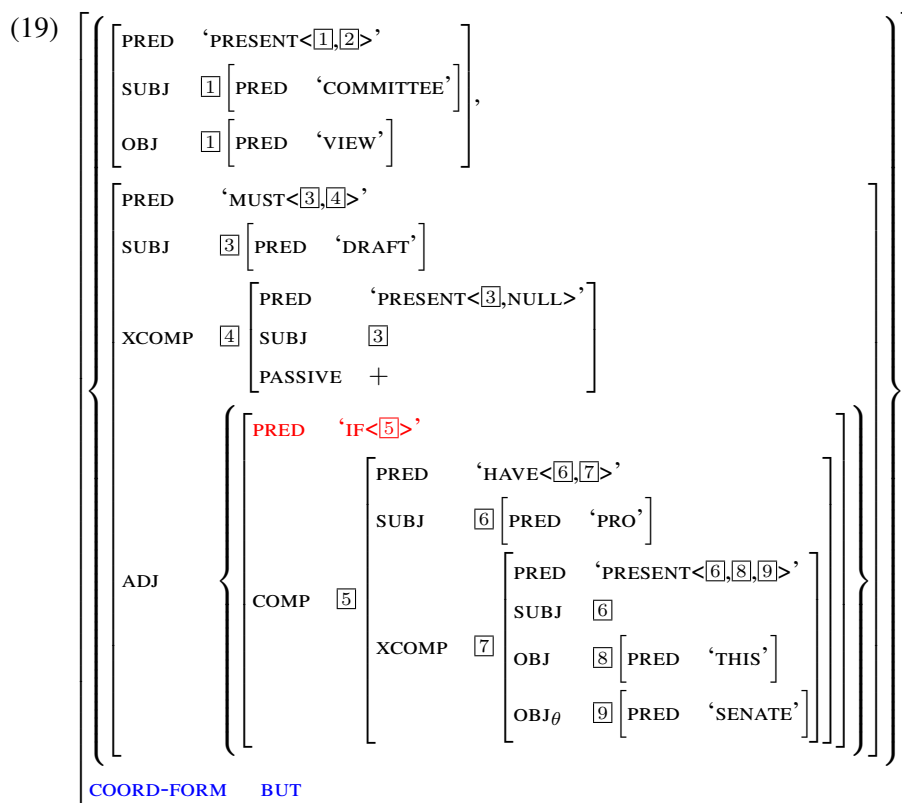 (19)
PRED ‘PRESENT<1,2>’
SUBJ 1 [PRED ‘COMMITTEE’]
OBJ 1 [PRED ‘VIEW’] ,
PRED ‘MUST<3,4>’
SUBJ 3 [PRED ‘DRAFT’]
PRED ‘PRESENT<3,NULL>’
XCOMP 4 SUBJ 3
PASSIVE +
PRED ‘IF<5>’
PRED ‘HAVE<6,7>’
SUBJ 6 [PRED ‘PRO’]
PRED ‘PRESENT<6,8,9>’
ADJ COMP 5 SUBJ 6
XCOMP 7 OBJ 8 [PRED ‘THIS’]
OBJθ 9 [PRED ‘SENATE’]
COORD-FORM BUT